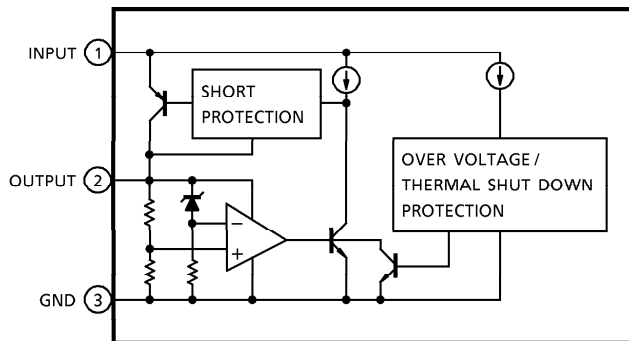 INPUT 1
SHORT
PROTECTION
OUTPUT 2
OVER VOLTAGE /
THERMAL SHUT DOWN
PROTECTION
−
+
GND 3